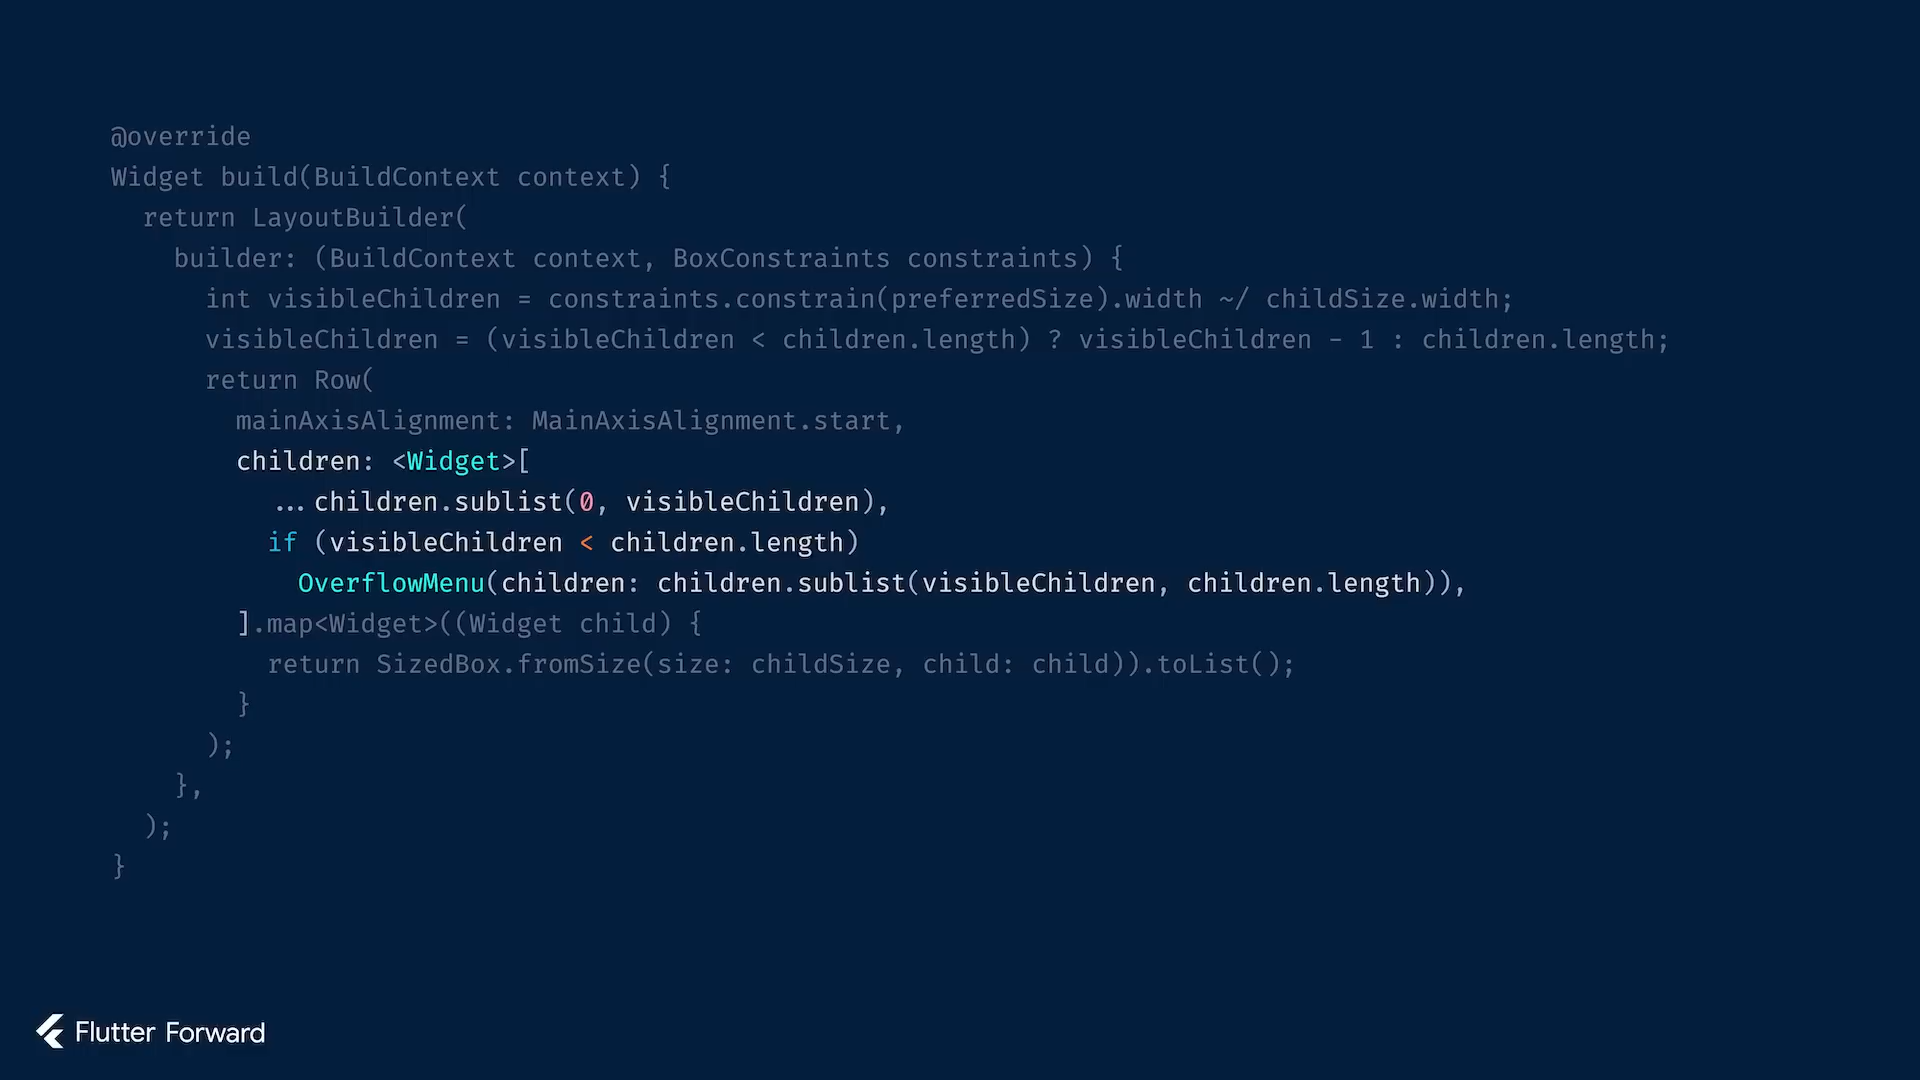 @override
Widget build(BuildContext context) {
return LayoutBuilder(
builder: (BuildContext context, BoxConstraints constraints) {
int visibleChildren = constraints.constrain(preferredSize).width ~/ childSize.width;
visibleChildren = (visibleChildren < children.length) ? visibleChildren - 1 : children.length;
return Row(
mainAxisAlignment: MainAxisAlignment.start,
children: <Widget>[
...children.sublist(0, visibleChildren),
if (visibleChildren < children.length)
OverflowMenu(children: children.sublist(visibleChildren, children.length)),
].map<Widget>((Widget child) {
return SizedBox.fromSize(size: childSize, child: child)).toList();
}
);
},
);
}
Flutter Forward